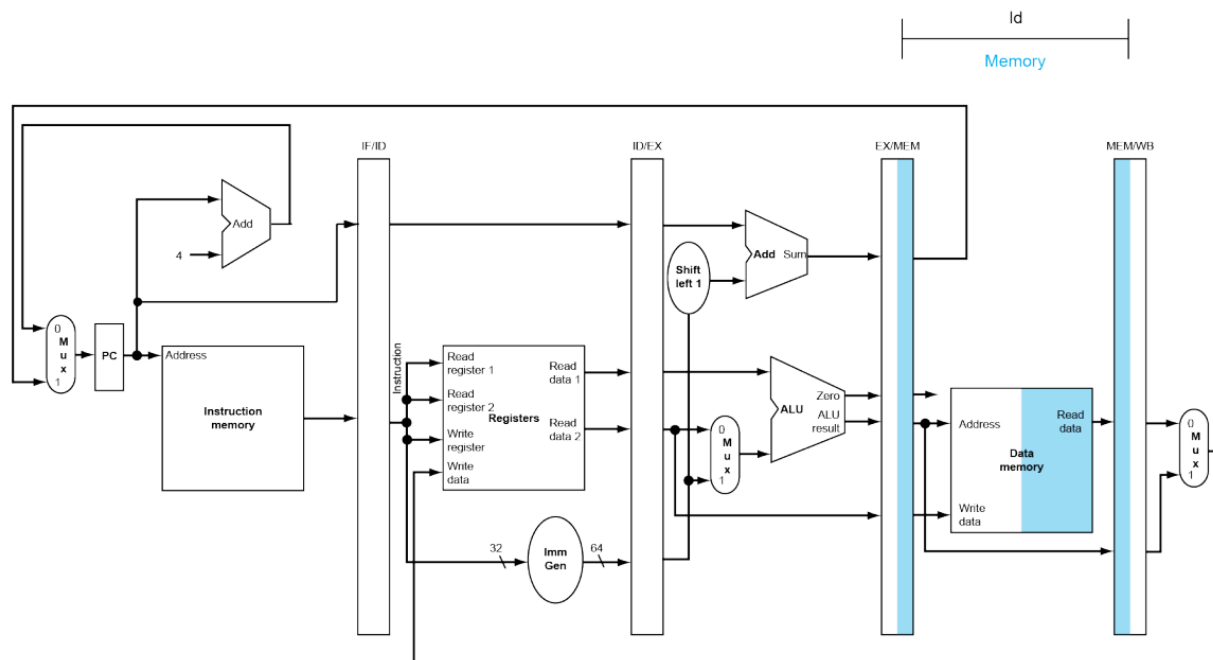 ld
Memory
IF/ID
ID/EX
EX/MEM
MEM/WB
Add
4
Add Sum
Shift
left 1
0
M
u
x
1
PC
Address
Instruction
memory
Instruction
Read
register 1
Read
register 2
Write
register
Write
data
Registers
Read
data 1
Read
data 2
0
M
u
x
1
Zero
ALU
ALU
result
Address
Read
data
Data
memory
Write
data
0
M
u
x
1
32
Imm
Gen
64